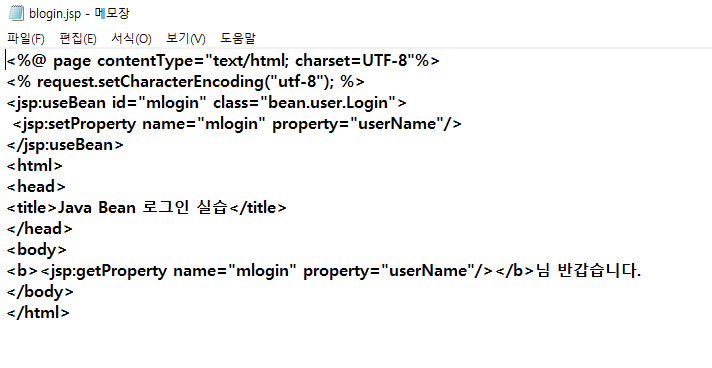 blogin.jsp - 메모장
파일(F) 편집(E) 서식(O) 보기(V) 도움말
<%@ page contentType="text/html; charset=UTF-8"%>
<% request.setCharacterEncoding("utf-8"); %>
<jsp:useBean id="mlogin" class="bean.user.Login">
 <jsp:setProperty name="mlogin" property="userName"/>
</jsp:useBean>
<html>
<head>
<title>Java Bean 로그인 실습</title>
</head>
<body>
<b><jsp:getProperty name="mlogin" property="userName"/></b>님 반갑습니다.
</body>
</html>